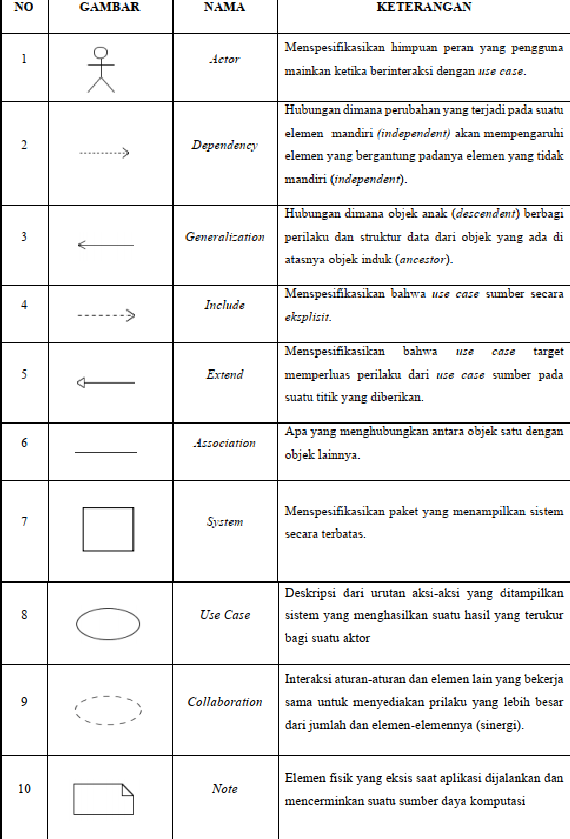 NO GAMBAR NAMA KETERANGAN
1 Actor Menspesifikasikan himpuan peran yang pengguna
mainkan ketika berinteraksi dengan use case.
2 Dependency Hubungan dimana perubahan yang terjadi pada suatu
elemen mandiri (independent) akan mempengaruhi
elemen yang bergantung padanya elemen yang tidak
mandiri (independent).
3 Generalization Hubungan dimana objek anak (descendent) berbagi
perilaku dan struktur data dari objek yang ada di
atasnya objek induk (ancestor).
4 Include Menspesifikasikan bahwa use case sumber secara
eksplisit.
5 Extend Menspesifikasikan bahwa use case target
memperluas perilaku dari use case sumber pada
suatu titik yang diberikan.
6 Association Apa yang menghubungkan antara objek satu dengan
objek lainnya.
7 System Menspesifikasikan paket yang menampilkan sistem
secara terbatas.
8 Use Case Deskripsi dari urutan aksi-aksi yang ditampilkan
sistem yang menghasilkan suatu hasil yang terukur
bagi suatu aktor
9 Collaboration Interaksi aturan-aturan dan elemen lain yang bekerja
sama untuk menyediakan prilaku yang lebih besar
dari jumlah dan elemen-elemennya (sinergi).
10 Note Elemen fisik yang eksis saat aplikasi dijalankan dan
mencerminkan suatu sumber daya komputasi